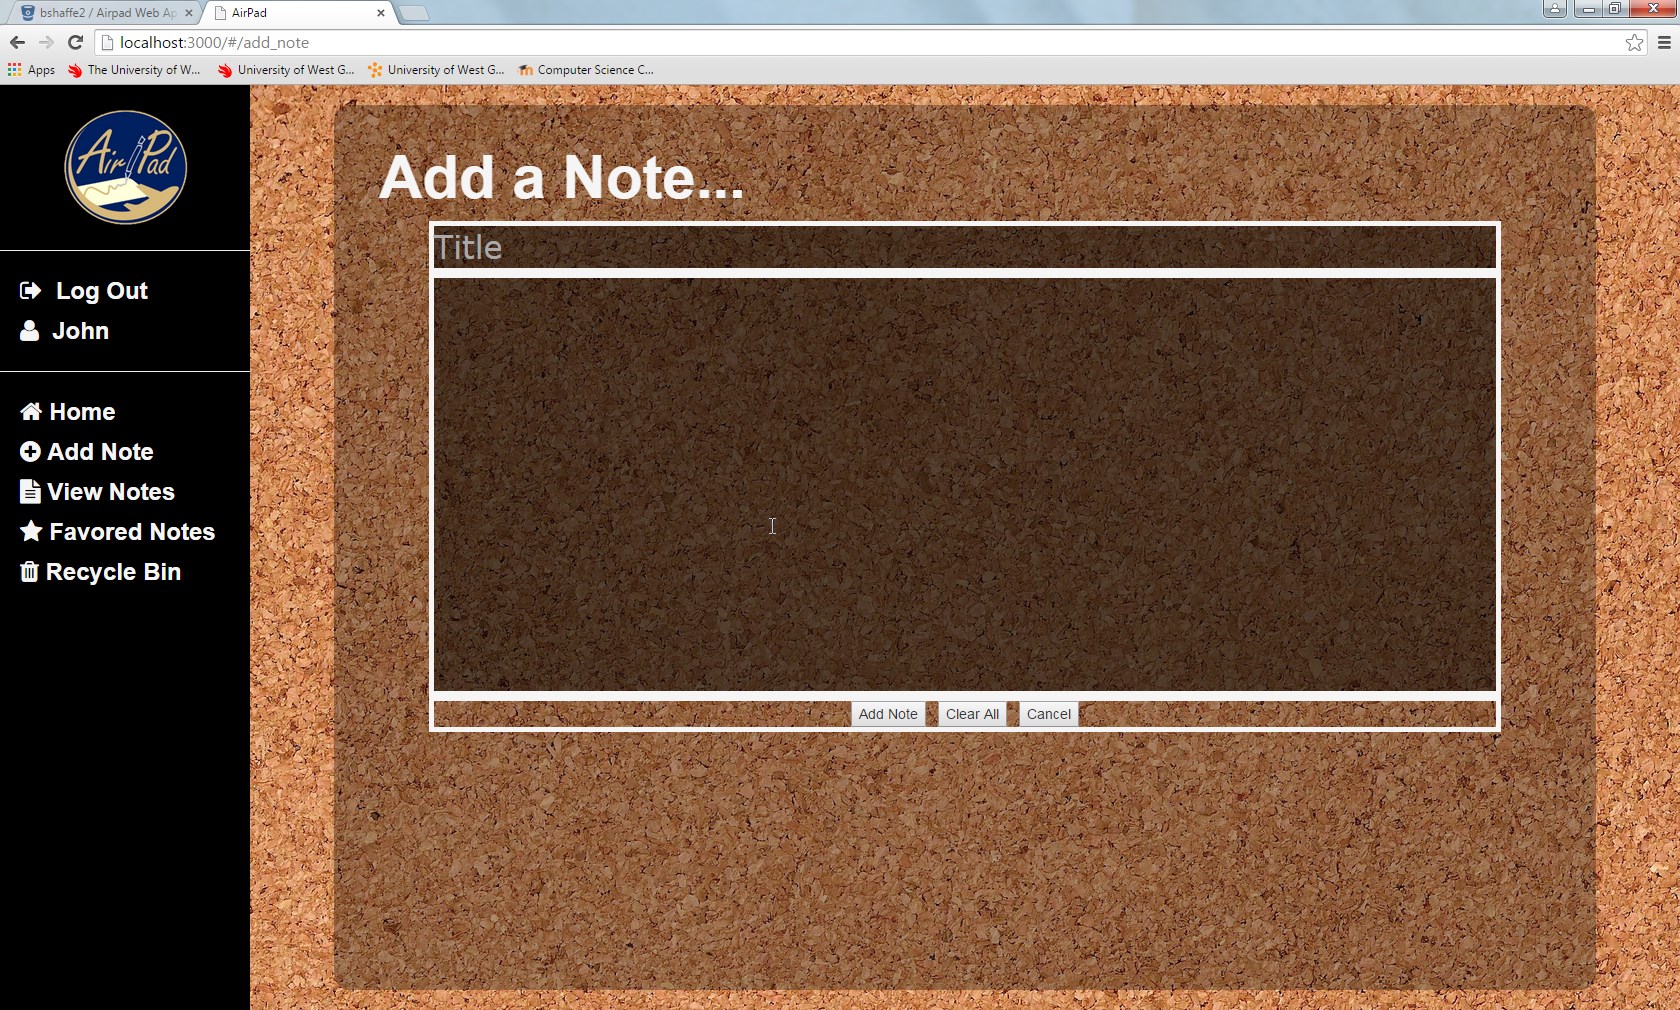 bshaffe2 / Airpad Web Ap
AirPad
localhost:3000/#/add_note
Apps
The University of W...
University of West G...
University of West G...
Computer Science C...
Air Pad
Log Out
John
Home
Add Note
View Notes
Favored Notes
Recycle Bin
Add a Note...
Title
Add Note
Clear All
Cancel